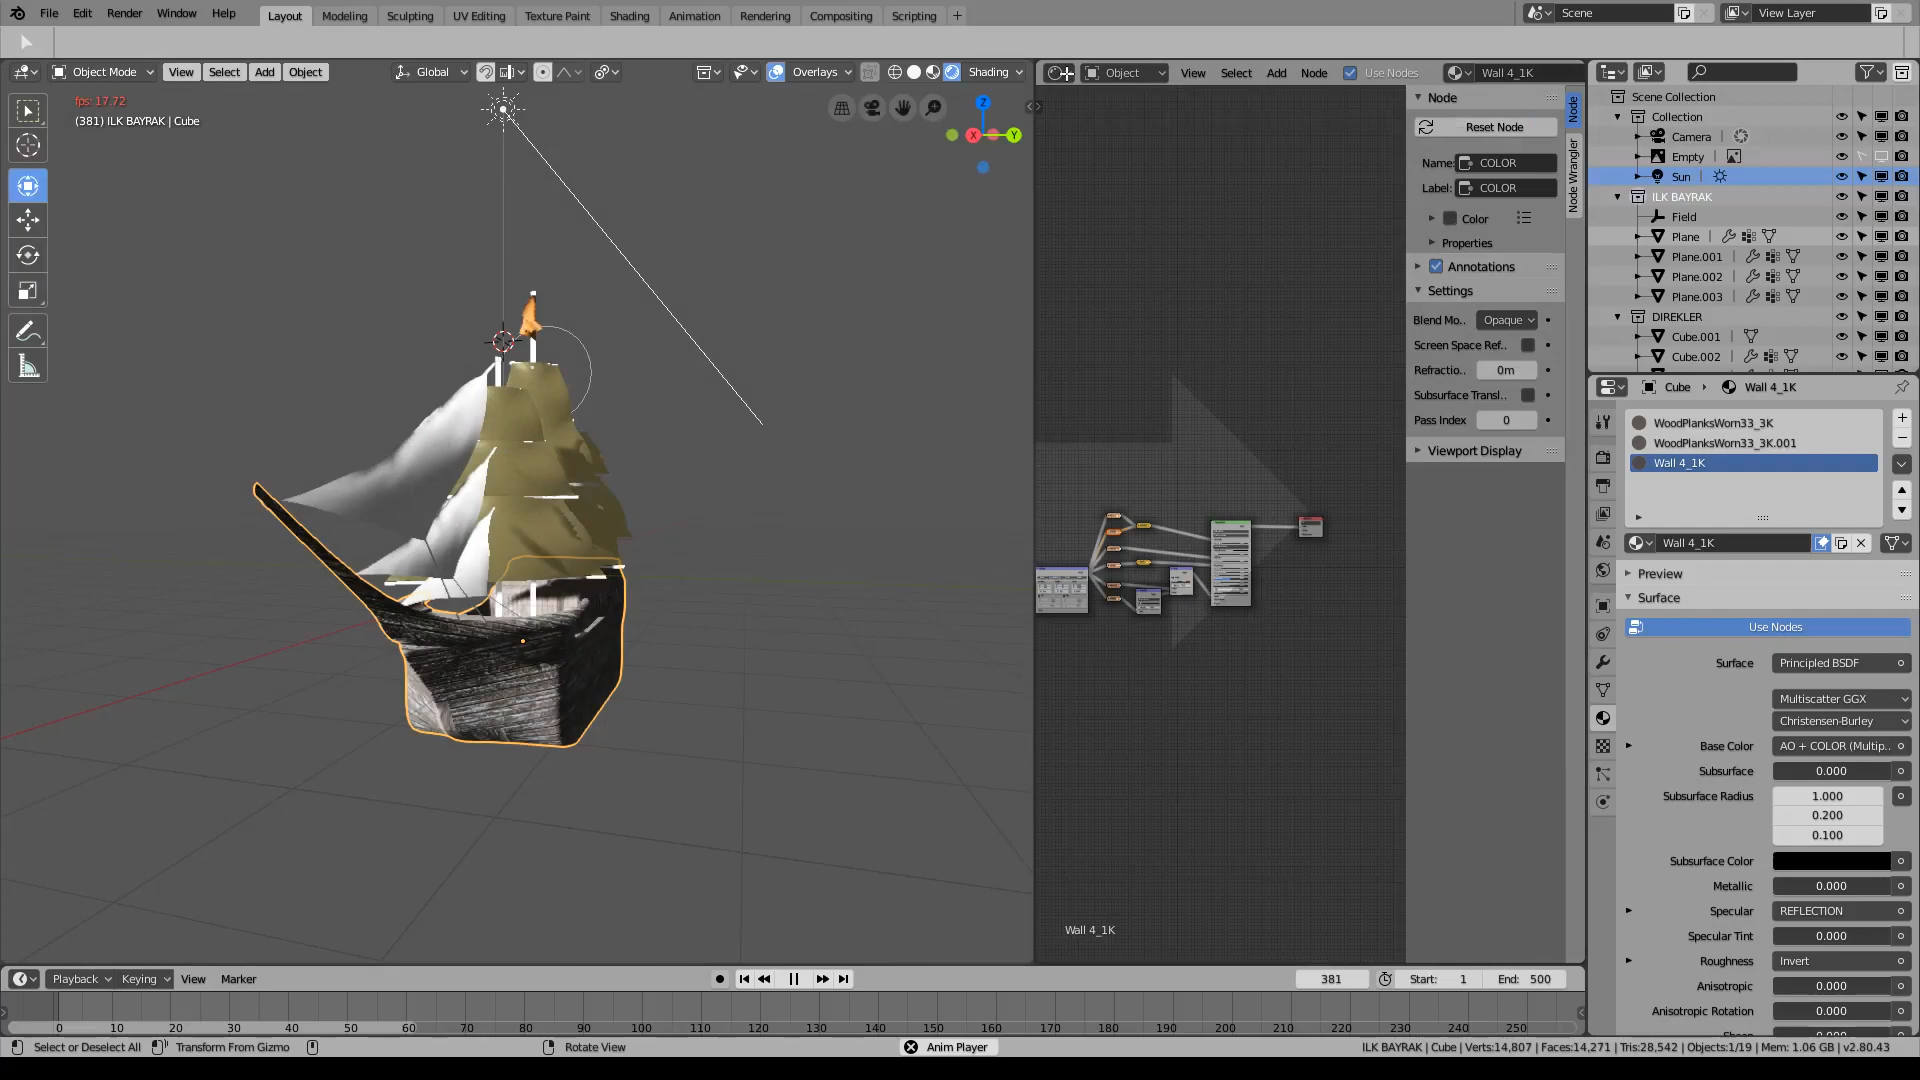 File Edit Render Window Help Layout Modeling Sculpting UV Editing Texture Paint Shading Animation Rendering Compositing Scripting + Scene View Layer
Object Mode View Select Add Object Global Overlays Shading
Object View Select Add Node Use Nodes Wall 4_1K
fps: 17.72
(381) ILK BAYRAK | Cube
Z
X
Y
Node
Reset Node
Name: COLOR
Label: COLOR
Color
Properties
Annotations
Settings
Blend Mo.. Opaque
Screen Space Ref..
Refractio.. 0m
Subsurface Transl..
Pass Index 0
Viewport Display
Node
Node Wrangler
Wall 4_1K
Scene Collection
Collection
Camera
Empty
Sun
ILK BAYRAK
Field
Plane
Plane.001
Plane.002
Plane.003
DIREKLER
Cube.001
Cube.002
Cube Wall 4_1K
WoodPlanksWorn33_3K
WoodPlanksWorn33_3K.001
Wall 4_1K
Wall 4_1K
Preview
Surface
Use Nodes
Surface Principled BSDF
Multiscatter GGX
Christensen-Burley
Base Color AO + COLOR (Multip..
Subsurface 0.000
Subsurface Radius 1.000
0.200
0.100
Subsurface Color
Metallic 0.000
Specular REFLECTION
Specular Tint 0.000
Roughness Invert
Anisotropic 0.000
Anisotropic Rotation 0.000
Playback Keying View Marker 381 Start: 1 End: 500
0 10 20 30 40 50 60 70 80 90 100 110 120 130 140 150 160 170 180 190 200 210 220 230 240 250
Select or Deselect All Transform From Gizmo Rotate View Anim Player ILK BAYRAK | Cube | Verts:14,807 | Faces:14,271 | Tris:28,542 | Objects:1/19 | Mem: 1.06 GB | v2.80.43